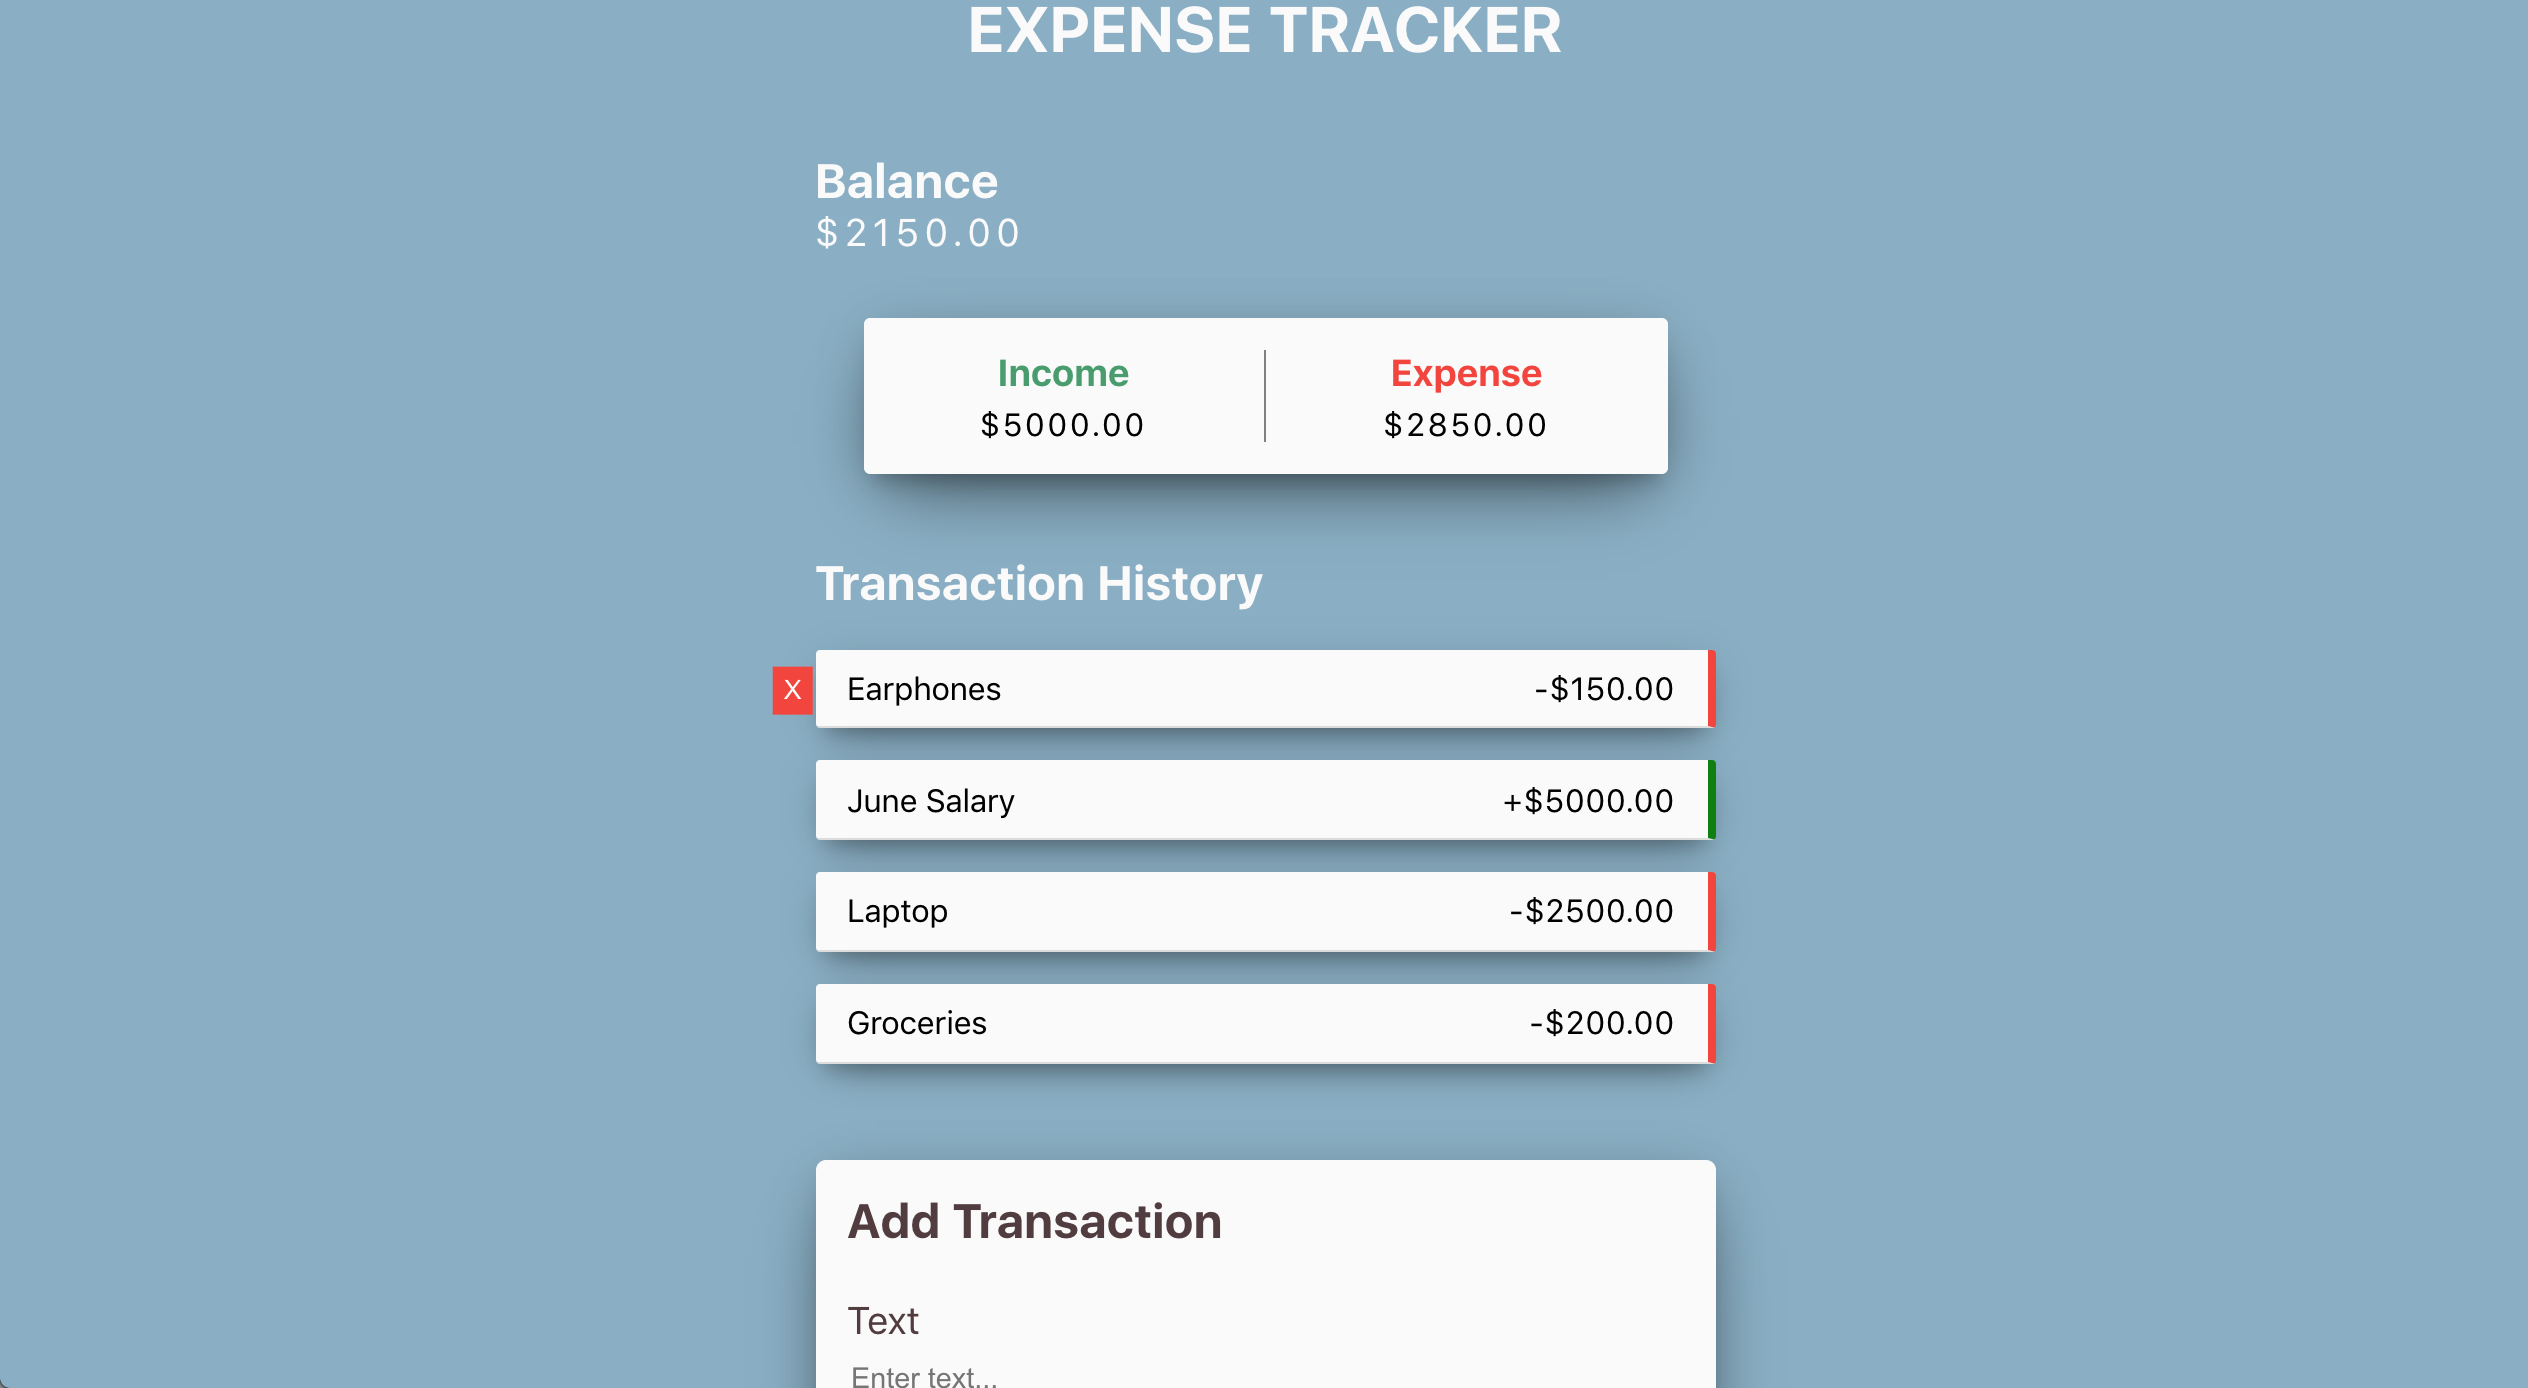 EXPENSE TRACKER
Balance
$2150.00
Income Expense
$5000.00 $2850.00
Transaction History
X Earphones -$150.00
June Salary +$5000.00
Laptop -$2500.00
Groceries -$200.00
Add Transaction
Text
Enter text...